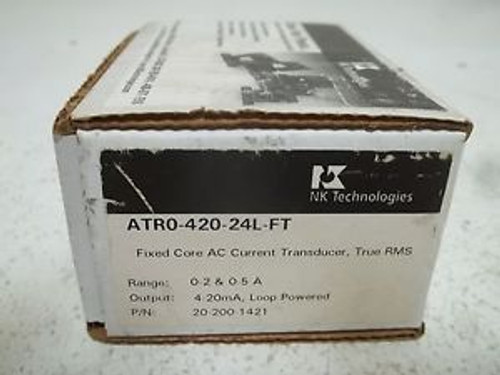 NK Technologies
ATR0-420-24L-FT
Fixed Core AC Current Transducer, True RMS
Range: 0-2 & 0-5 A
Output: 4-20mA, Loop Powered
P/N: 20-200-1421